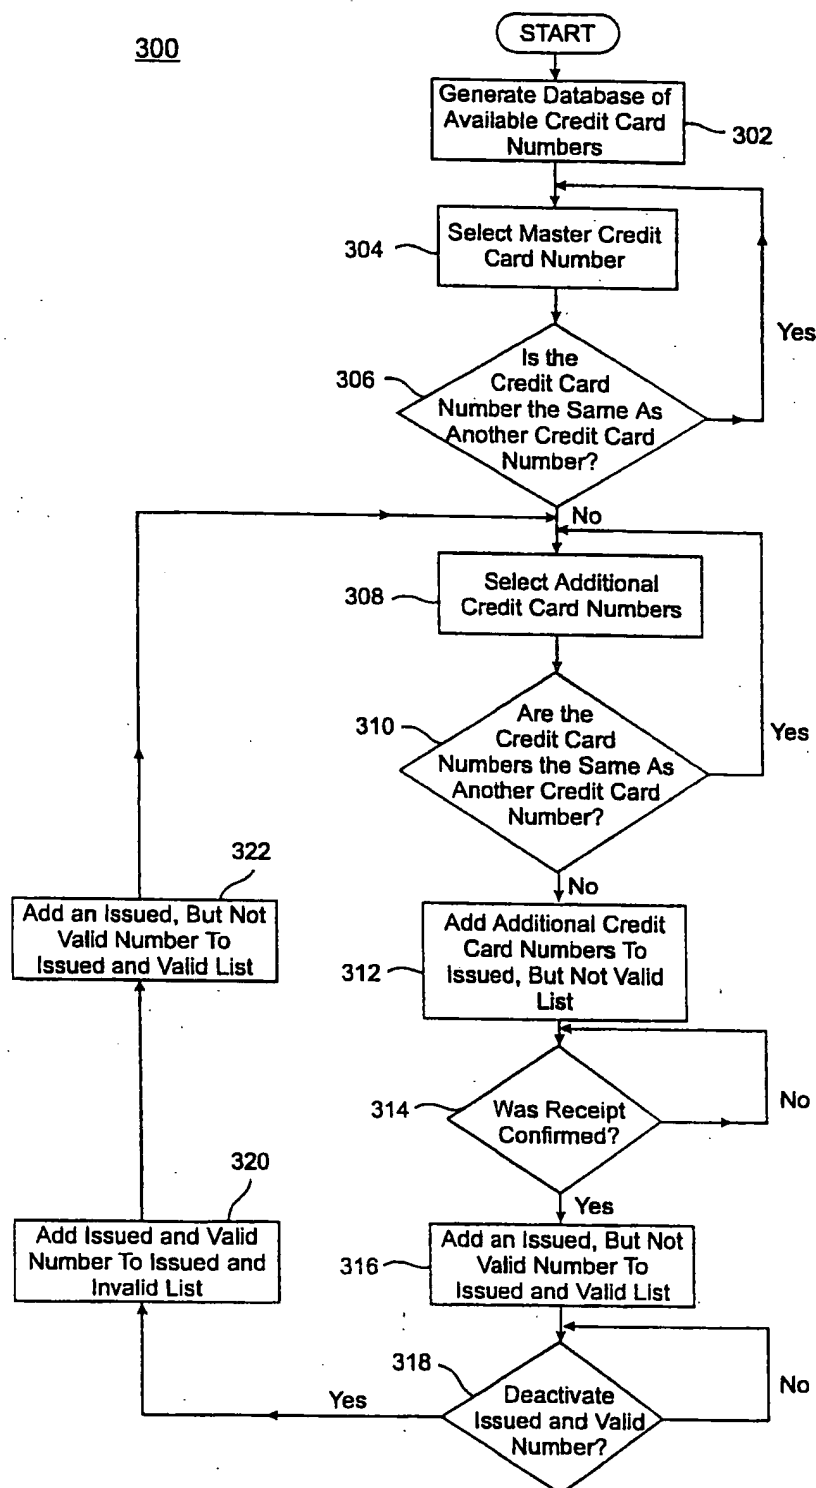 300
START
Generate Database of
Available Credit Card
Numbers
302
304
Select Master Credit
Card Number
Yes
306
Is the
Credit Card
Number the Same As
Another Credit Card
Number?
No
308
Select Additional
Credit Card Numbers
310
Are the
Credit Card
Numbers the Same As
Another Credit Card
Number?
Yes
No
322
Add an Issued, But Not
Valid Number To
Issued and Valid List
312
Add Additional Credit
Card Numbers To
Issued, But Not Valid
List
314
Was Receipt
Confirmed?
No
Yes
320
Add Issued and Valid
Number To Issued and
Invalid List
316
Add an Issued, But Not
Valid Number To
Issued and Valid List
318
Deactivate
Issued and Valid
Number?
No
Yes